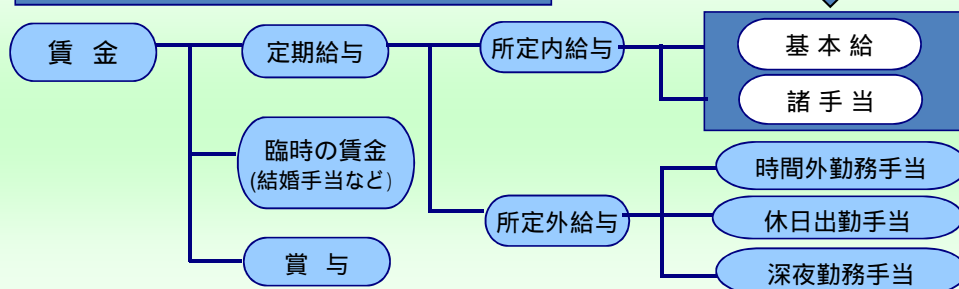 賃 金
定期給与
所定内給与
基 本 給
諸 手 当
臨時の賃金
(結婚手当など)
時間外勤務手当
所定外給与
休日出勤手当
賞 与
深夜勤務手当